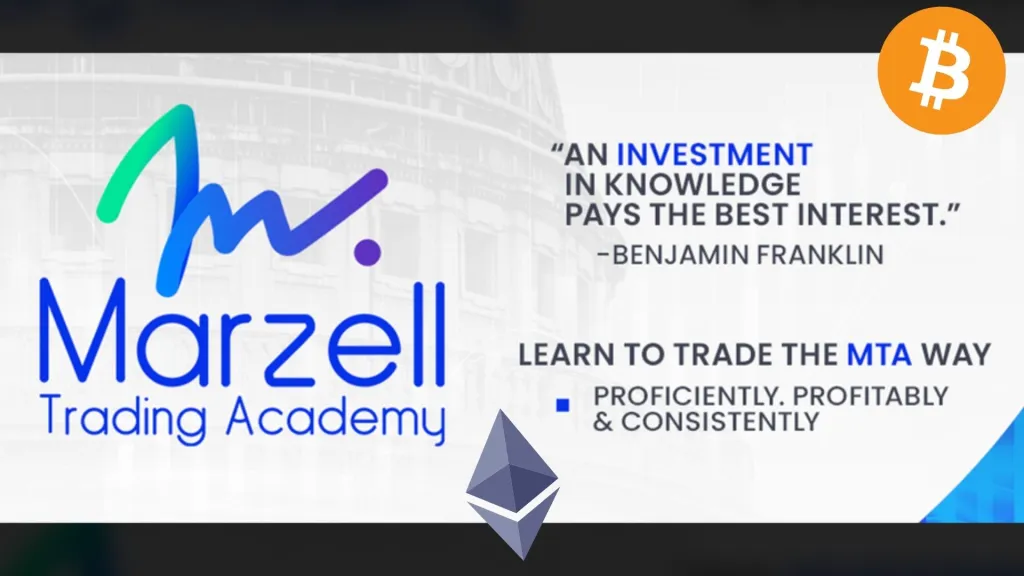 Marzell
Trading Academy
“AN INVESTMENT
IN KNOWLEDGE
PAYS THE BEST INTEREST.”
-BENJAMIN FRANKLIN
LEARN TO TRADE THE MTA WAY
PROFICIENTLY. PROFITABLY
& CONSISTENTLY